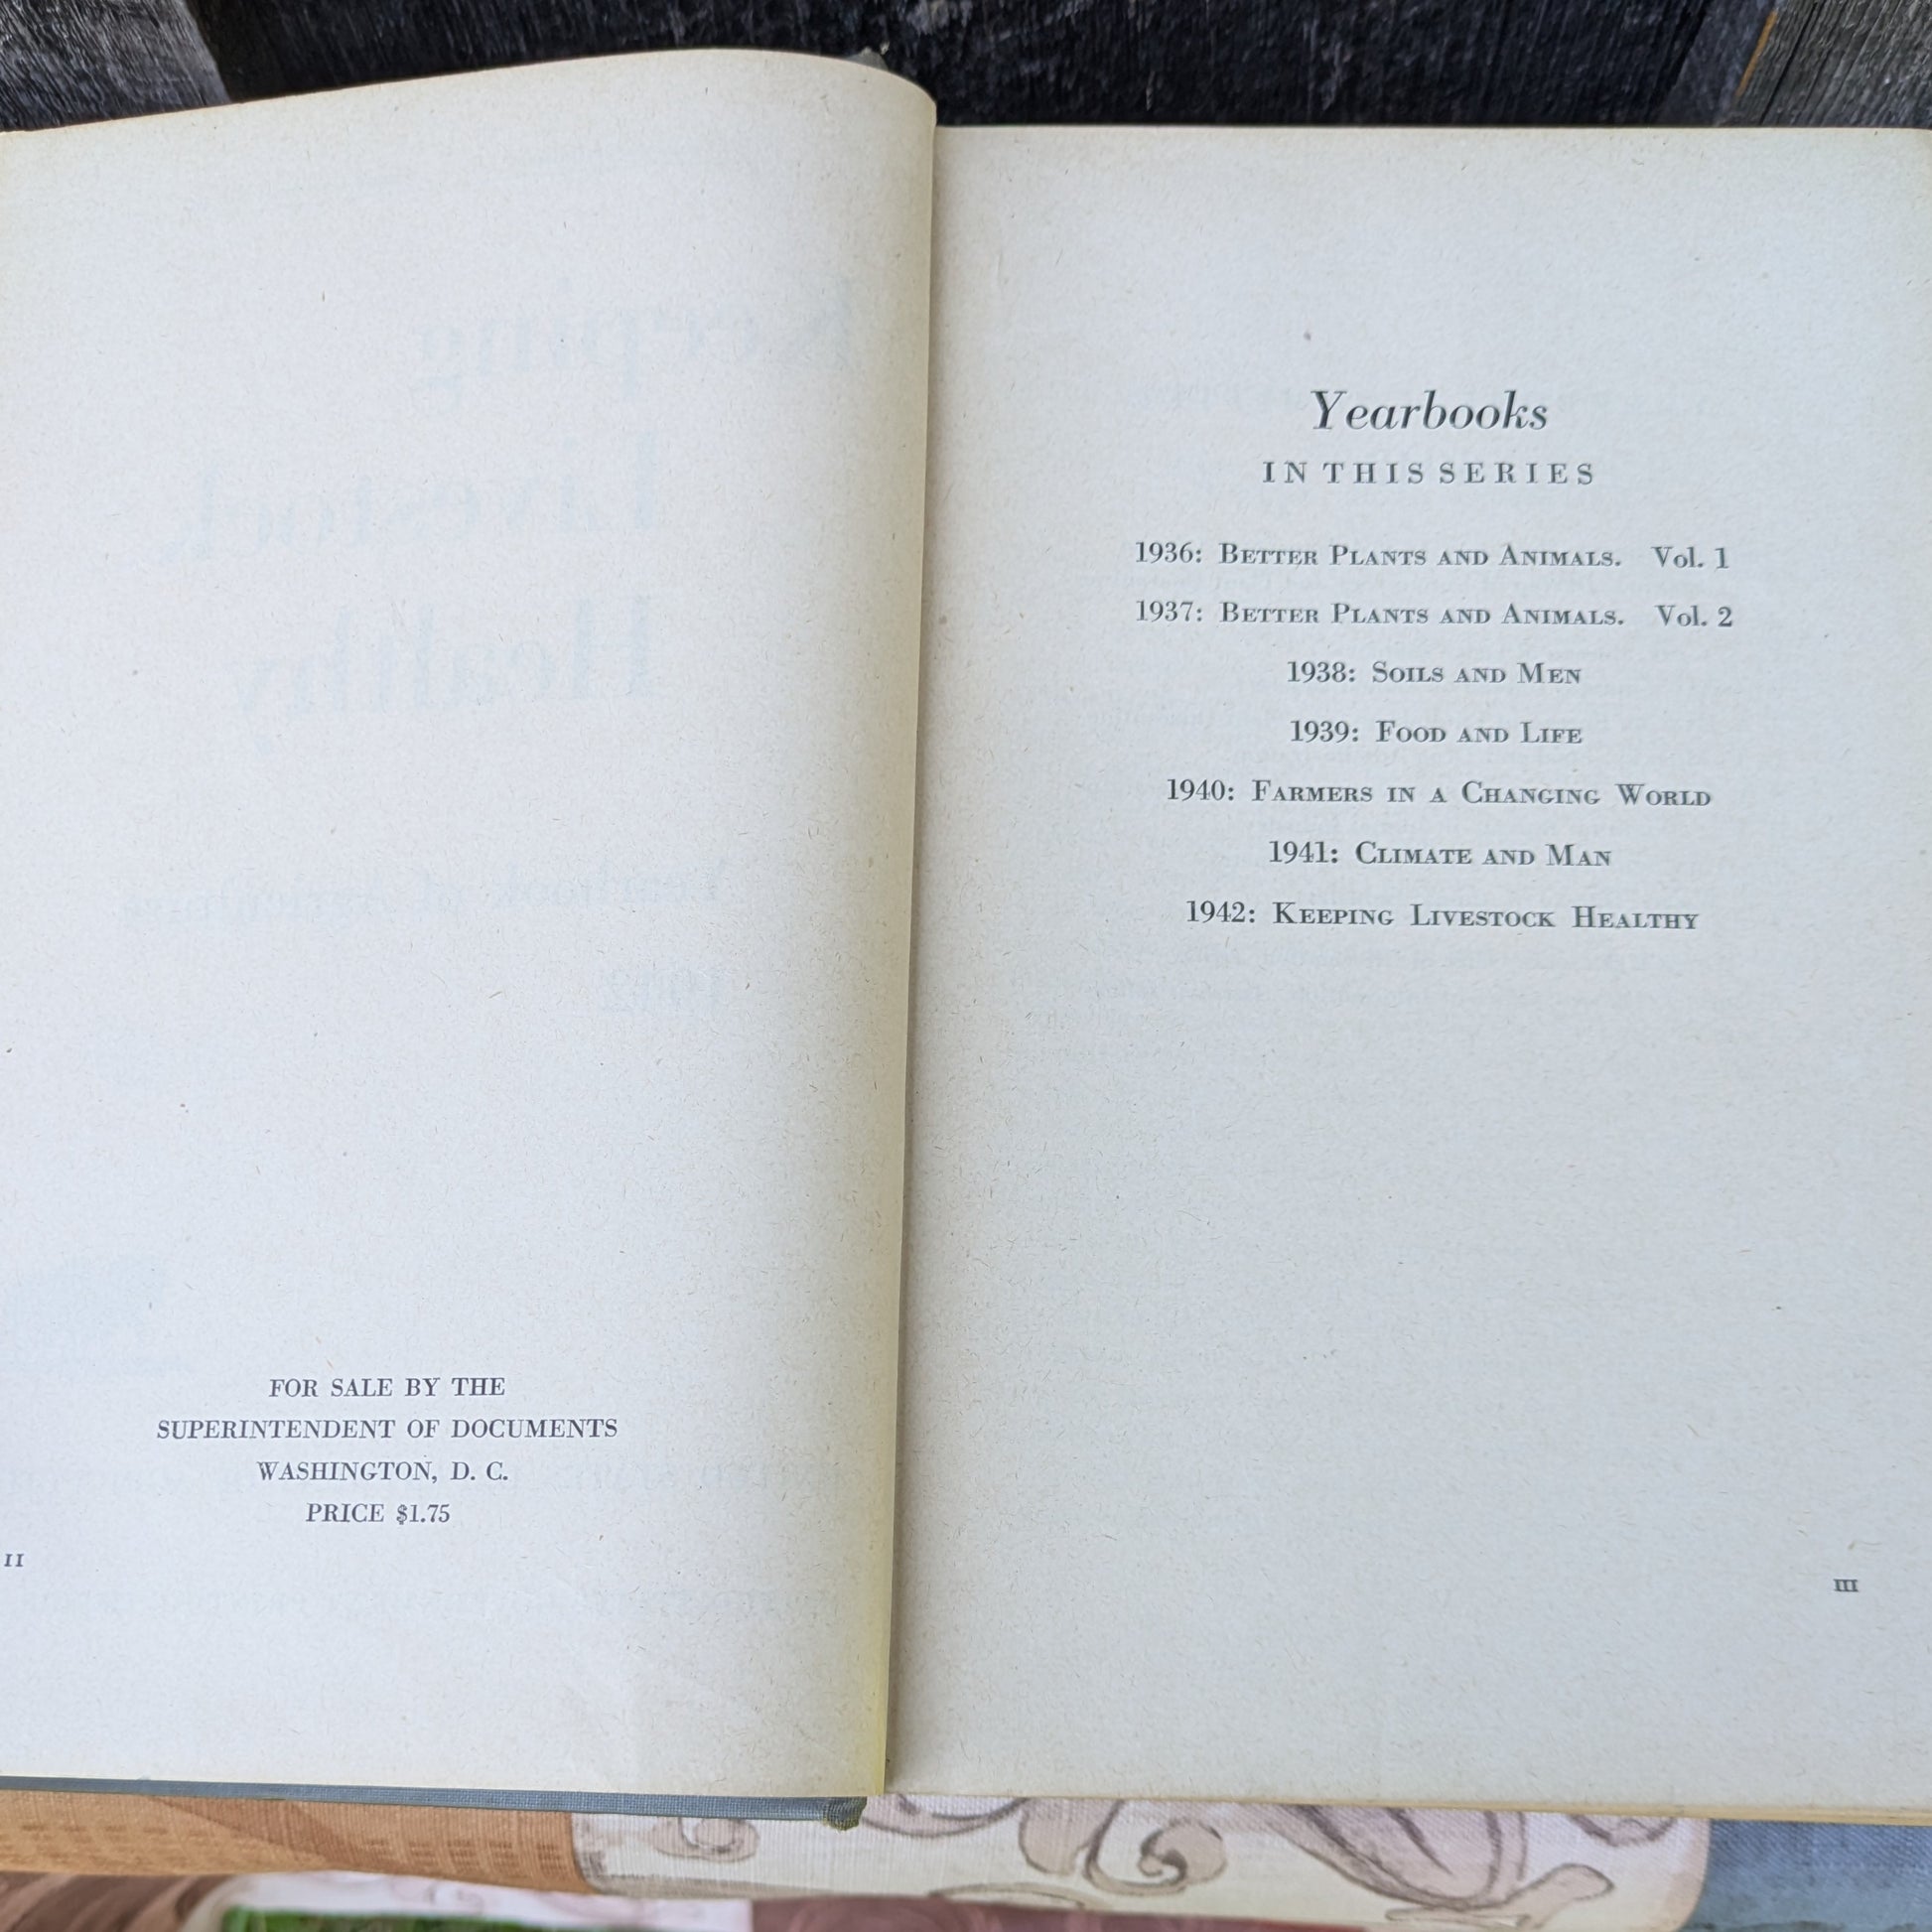 FOR SALE BY THE
SUPERINTENDENT OF DOCUMENTS
WASHINGTON, D. C.
PRICE $1.75
II
Yearbooks
IN THIS SERIES
1936: BETTER PLANTS AND ANIMALS. Vol. 1
1937: BETTER PLANTS AND ANIMALS. Vol. 2
1938: SOILS AND MEN
1939: FOOD AND LIFE
1940: FARMERS IN A CHANGING WORLD
1941: CLIMATE AND MAN
1942: KEEPING LIVESTOCK HEALTHY
III